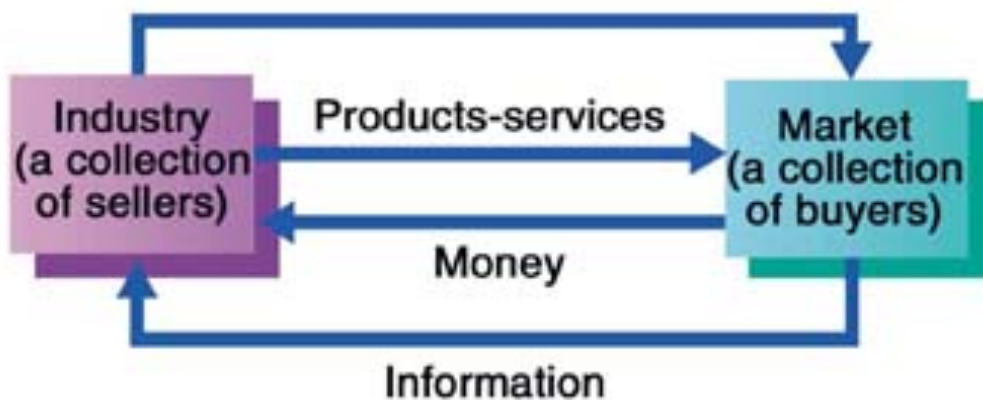 Industry
(a collection
of sellers)
Products-services
Market
(a collection
of buyers)
Money
Information